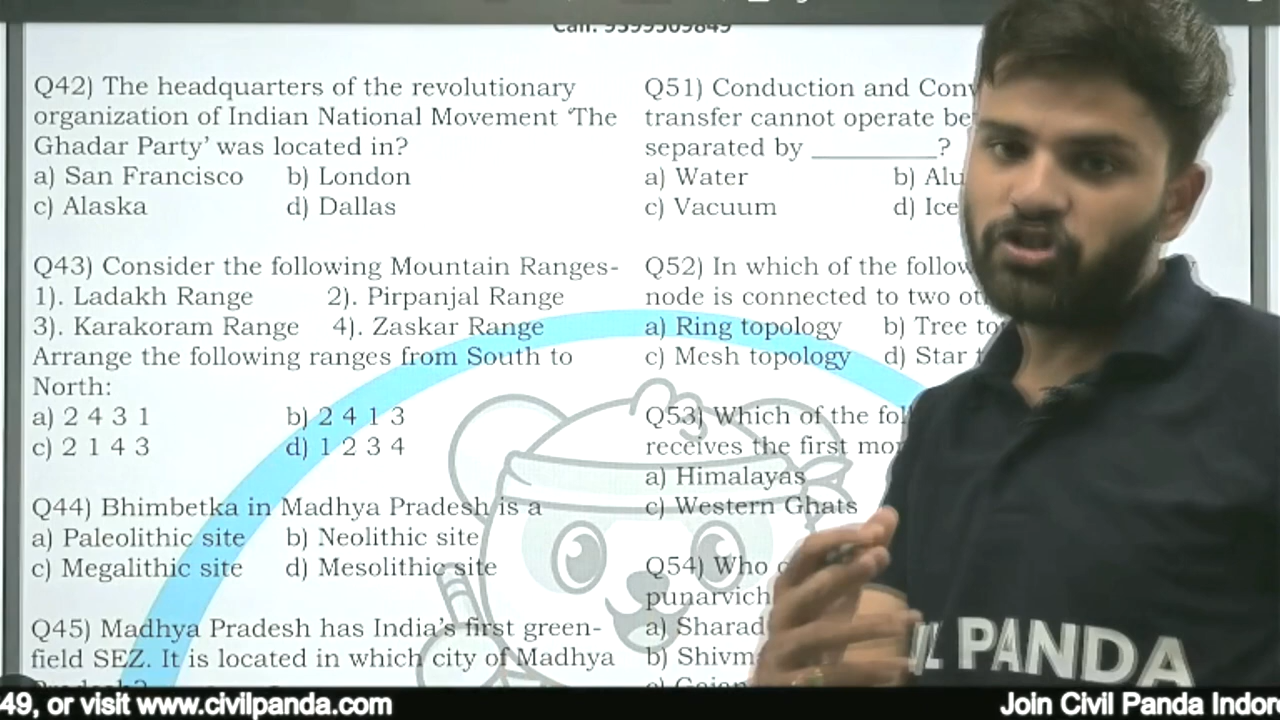 Call: 9399509849
Q42) The headquarters of the revolutionary
organization of Indian National Movement ‘The
Ghadar Party’ was located in?
a) San Francisco b) London
c) Alaska d) Dallas
Q43) Consider the following Mountain Ranges-
1). Ladakh Range 2). Pirpanjal Range
3). Karakoram Range 4). Zaskar Range
Arrange the following ranges from South to
North:
a) 2 4 3 1 b) 2 4 1 3
c) 2 1 4 3 d) 1 2 3 4
Q44) Bhimbetka in Madhya Pradesh is a
a) Paleolithic site b) Neolithic site
c) Megalithic site d) Mesolithic site
Q45) Madhya Pradesh has India’s first green-
field SEZ. It is located in which city of Madhya
Q51) Conduction and Conv
transfer cannot operate be
separated by __________?
a) Water b) Alu
c) Vacuum d) Ice
Q52) In which of the follow
node is connected to two ot
a) Ring topology b) Tree to
c) Mesh topology d) Star t
Q53) Which of the fol
receives the first mo
a) Himalayas
c) Western Ghats
Q54) Who
punarvich
a) Sharad
b) Shivm
L PANDA
49, or visit www.civilpanda.com
Join Civil Panda Indor